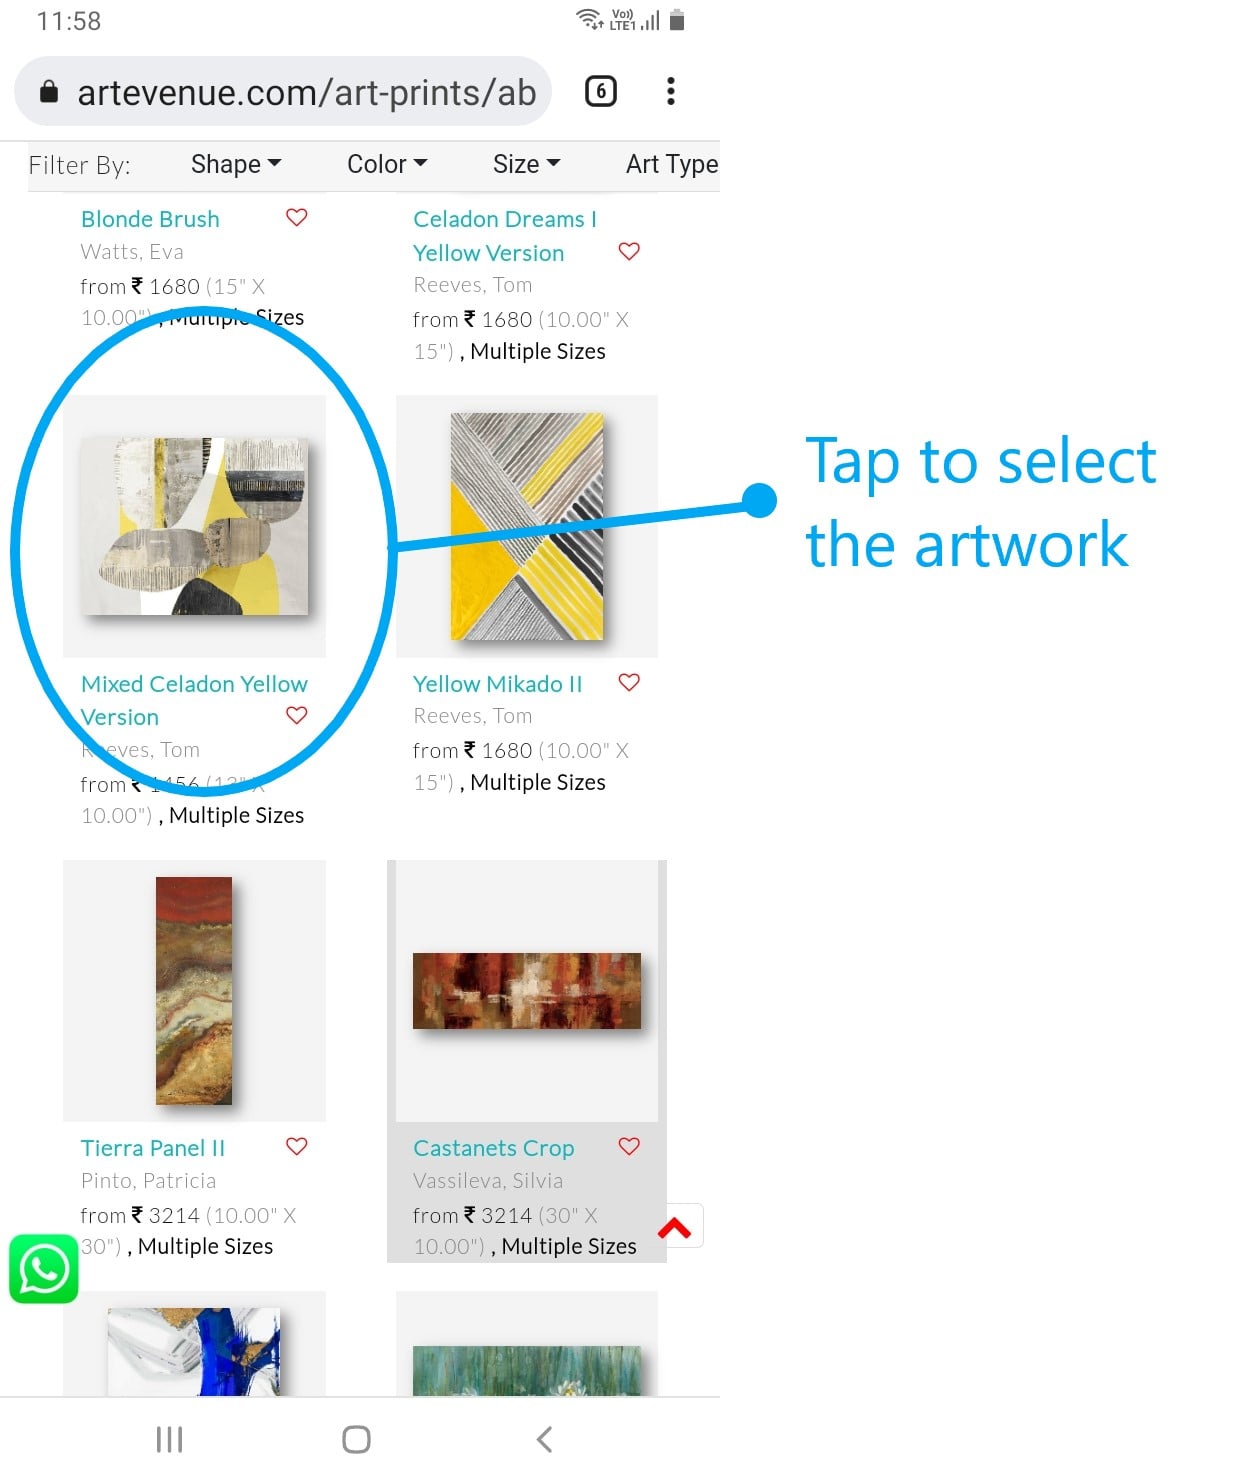 11:58
Vo))
LTE1
artevenue.com/art-prints/ab
6
Filter By:
Shape
Color
Size
Art Type
Blonde Brush
Watts, Eva
from ₹ 1680 (15" X
10.00") , Multiple Sizes
Celadon Dreams I
Yellow Version
Reeves, Tom
from ₹ 1680 (10.00" X
15") , Multiple Sizes
Tap to select
the artwork
Mixed Celadon Yellow
Version
Reeves, Tom
from ₹ 1456 (13" X
10.00") , Multiple Sizes
Yellow Mikado II
Reeves, Tom
from ₹ 1680 (10.00" X
15") , Multiple Sizes
Tierra Panel II
Pinto, Patricia
from ₹ 3214 (10.00" X
30") , Multiple Sizes
Castanets Crop
Vassileva, Silvia
from ₹ 3214 (30" X
10.00") , Multiple Sizes